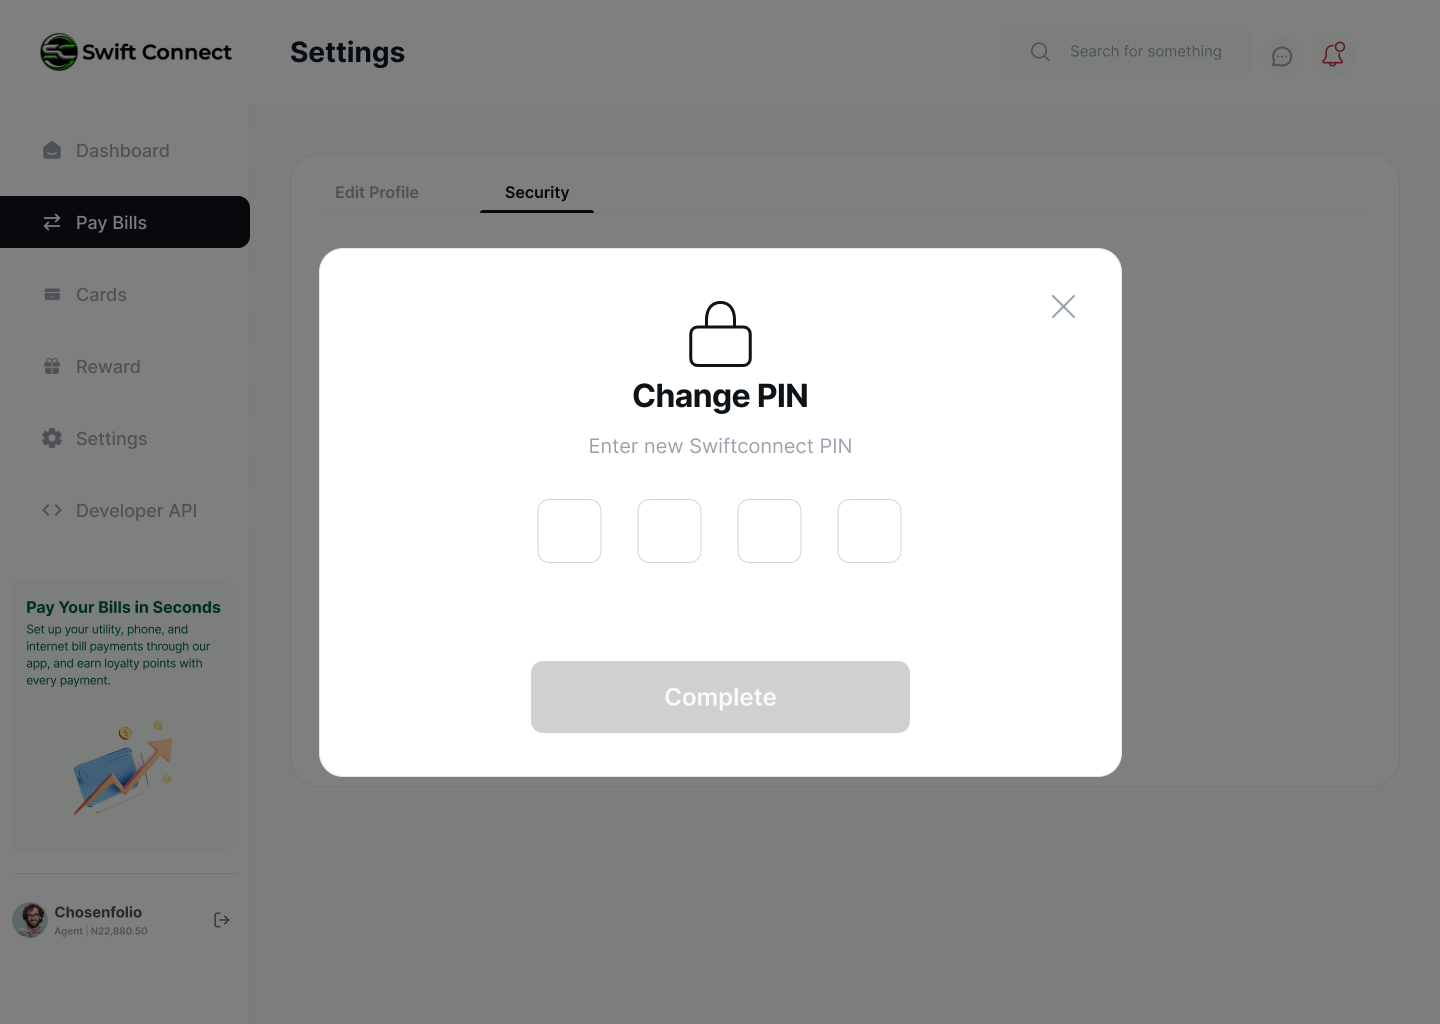 Swift Connect
Settings
Search for something
Dashboard
Pay Bills
Cards
Reward
Settings
Developer API
Pay Your Bills in Seconds
Set up your utility, phone, and
internet bill payments through our
app, and earn loyalty points with
every payment.
Chosenfolio
Agent | N22,880.50
Edit Profile
Security
Change PIN
Enter new Swiftconnect PIN
Complete